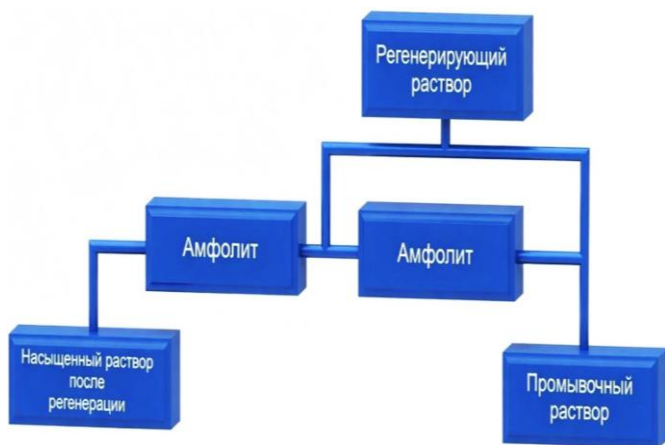 Регенерирующий
раствор
Амфолит
Амфолит
Насыщенный раствор
после
регенерации
Промывочный
раствор